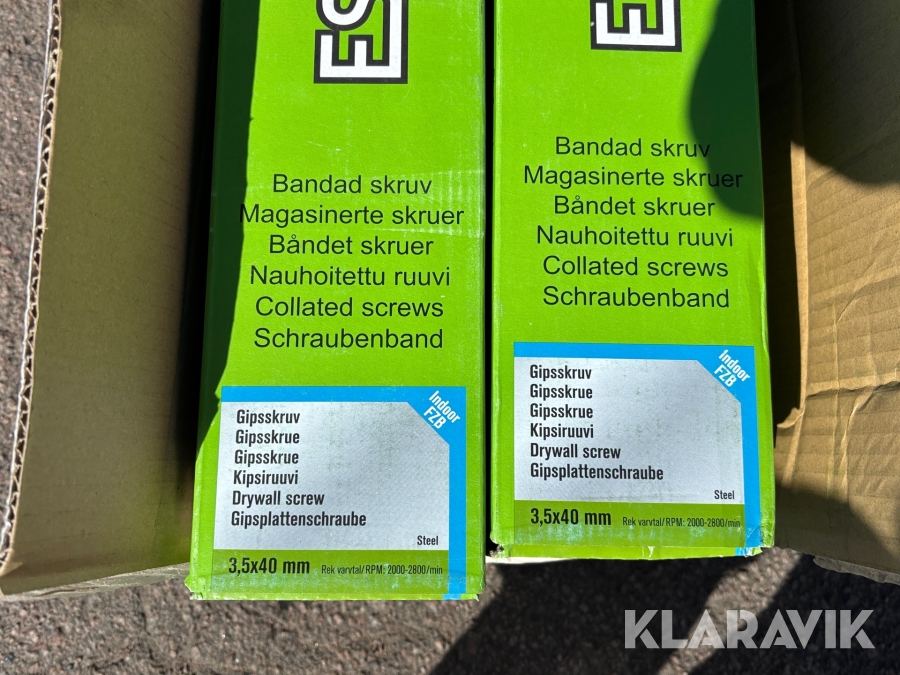 Bandad skruv
Magasinerte skruer
Båndet skruer
Nauhoitettu ruuvi
Collated screws
Schraubenband
Indoor
FZB
Gipsskruv
Gipsskrue
Gipsskrue
Kipsiruuvi
Drywall screw
Gipsplattenschraube
Steel
3,5x40 mm Rek varvtal/RPM: 2000-2800/min
Bandad skruv
Magasinerte skruer
Båndet skruer
Nauhoitettu ruuvi
Collated screws
Schraubenband
Indoor
FZB
Gipsskruv
Gipsskrue
Gipsskrue
Kipsiruuvi
Drywall screw
Gipsplattenschraube
Steel
3,5x40 mm Rek varvtal/RPM: 2000-2800/min
KLARAVIK